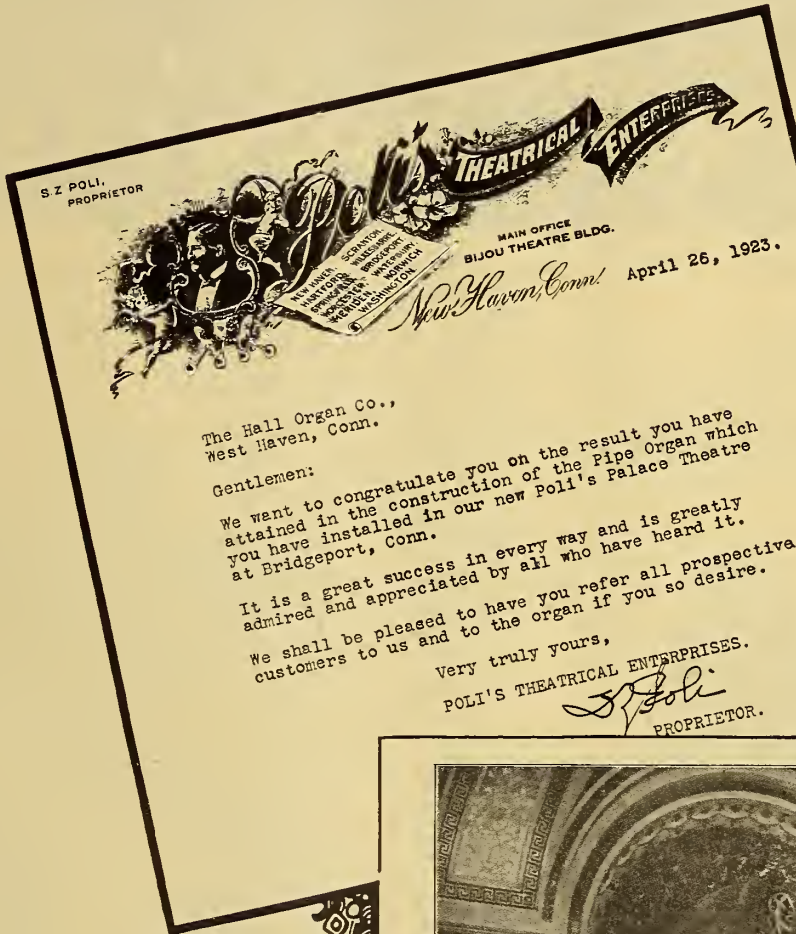 S.Z POLI,
PROPRIETOR
Poli's THEATRICAL ENTERPRISES.
NEW HAVEN. SCRANTON
HARTFORD. WILKESBARRE.
SPRINGFIELD. BRIDGEPORT
WORCESTER. WATERBURY.
MERIDEN. NORWICH
WASHINGTON.
MAIN OFFICE
BIJOU THEATRE BLDG.
New Haven, Conn. April 26, 1923.
The Hall Organ Co.,
West Haven, Conn.
Gentlemen:
We want to congratulate you on the result you have
attained in the construction of the Pipe Organ which
you have installed in our new Poli's Palace Theatre
at Bridgeport, Conn.
It is a great success in every way and is greatly
admired and appreciated by all who have heard it.
We shall be pleased to have you refer all prospective
customers to us and to the organ if you so desire.
Very truly yours,
POLI'S THEATRICAL ENTERPRISES.
S Z Poli
PROPRIETOR.